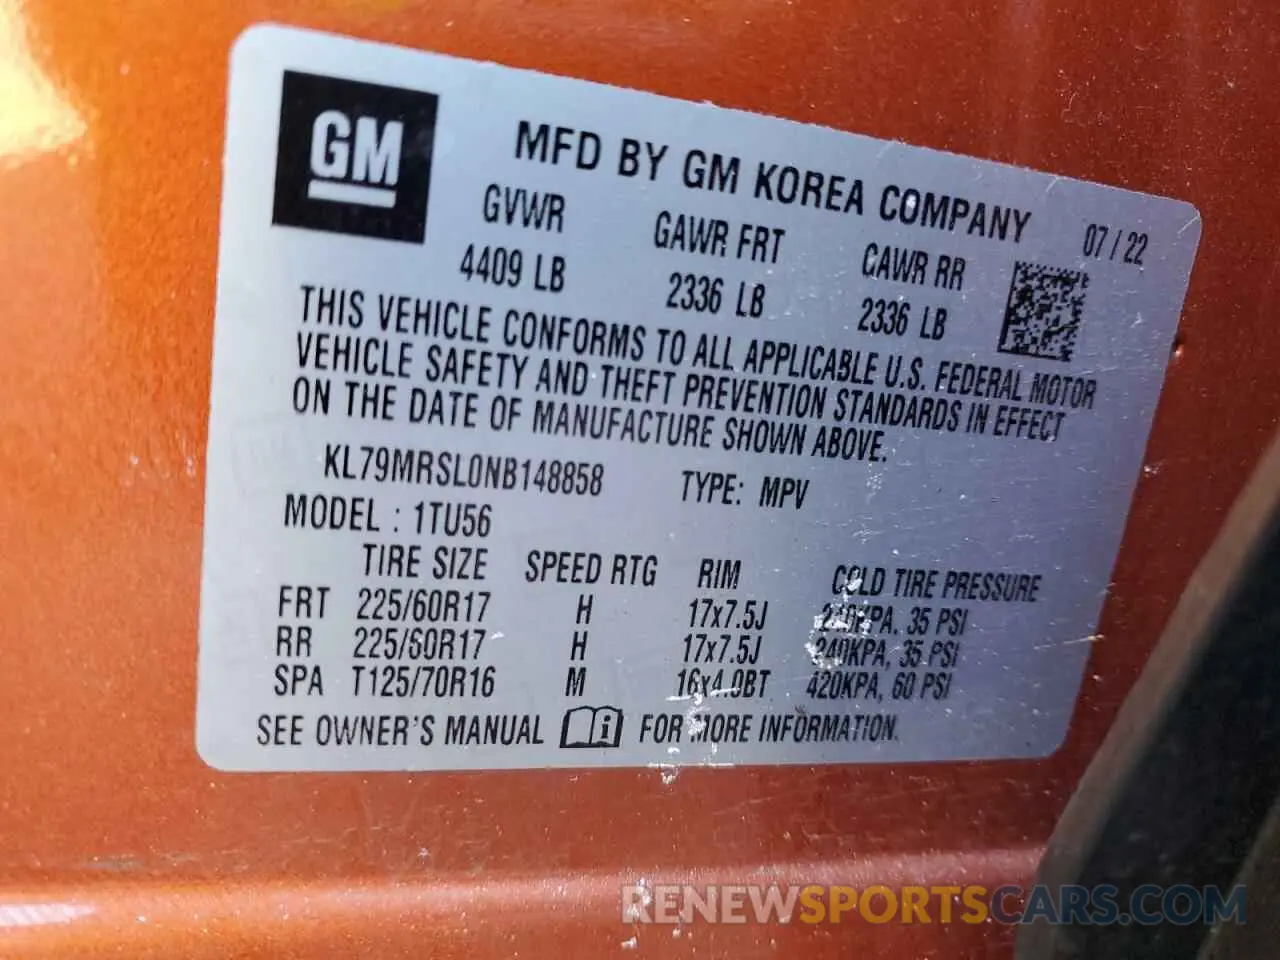 GM
MFD BY GM KOREA COMPANY 07/22
GVWR GAWR FRT GAWR RR
4409 LB 2336 LB 2336 LB
THIS VEHICLE CONFORMS TO ALL APPLICABLE U.S. FEDERAL MOTOR
VEHICLE SAFETY AND THEFT PREVENTION STANDARDS IN EFFECT
ON THE DATE OF MANUFACTURE SHOWN ABOVE.
KL79MRSL0NB148858 TYPE: MPV
MODEL : 1TU56
TIRE SIZE SPEED RTG RIM COLD TIRE PRESSURE
FRT 225/60R17 H 17x7.5J 240KPA, 35 PSI
RR 225/60R17 H 17x7.5J 240KPA, 35 PSI
SPA T125/70R16 M 16x4.0BT 420KPA, 60 PSI
SEE OWNER'S MANUAL i FOR MORE INFORMATION.
RENEWSPORTSCARS.COM